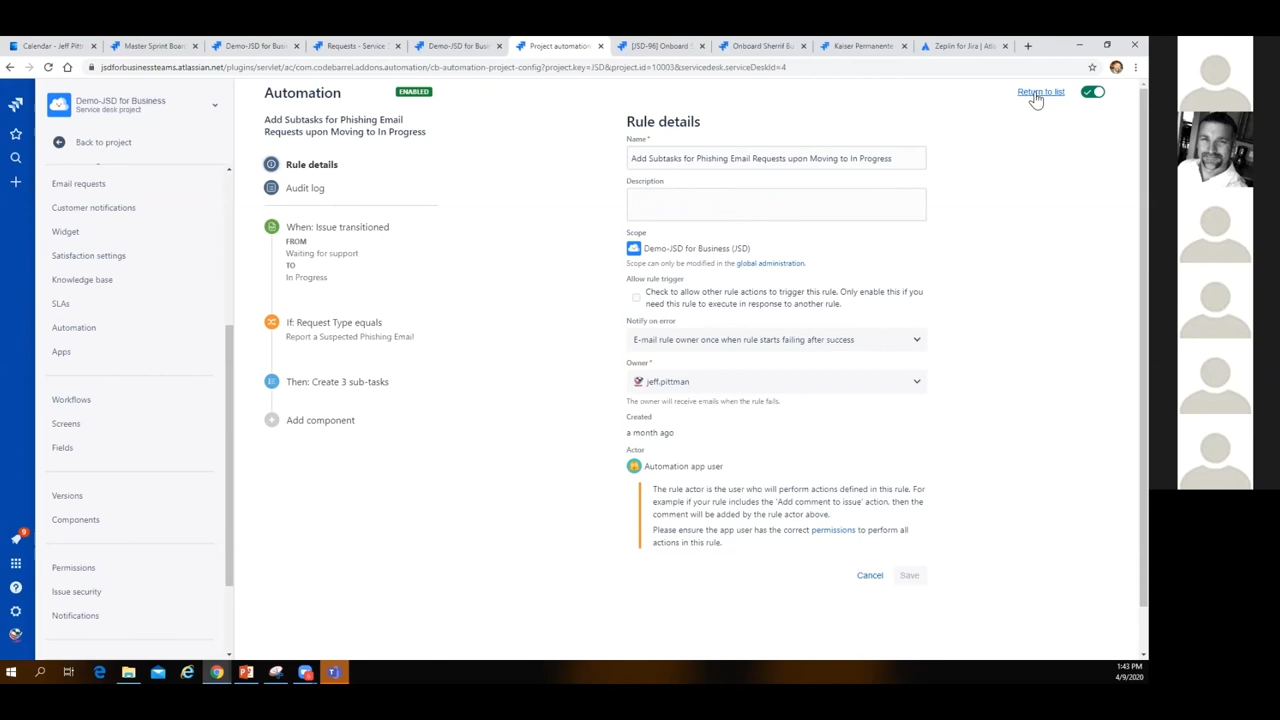 Calendar - Jeff Pitt
Master Sprint Board
Demo-JSD for Busi
Requests - Service
Demo-JSD for Busi
Project automation
[JSD-96] Onboard S
Onboard Sherrif Bu
Kaiser Permanente
Zeplin for Jira | Atla
jsdforbusinessteams.atlassian.net/plugins/servlet/ac/com.codebarrel.addons.automation/cb-automation-project-config?project.key=JSD&project.id=10003&servicedesk.serviceDeskId=4
Demo-JSD for Business
Service desk project
Back to project
Email requests
Customer notifications
Widget
Satisfaction settings
Knowledge base
SLAs
Automation
Apps
Workflows
Screens
Fields
Versions
Components
Permissions
Issue security
Notifications
9
Automation
ENABLED
Return to list
Add Subtasks for Phishing Email
Requests upon Moving to In Progress
Rule details
Audit log
When: Issue transitioned
FROM
Waiting for support
TO
In Progress
If: Request Type equals
Report a Suspected Phishing Email
Then: Create 3 sub-tasks
Add component
Rule details
Name*
Add Subtasks for Phishing Email Requests upon Moving to In Progress
Description
Scope
Demo-JSD for Business (JSD)
Scope can only be modified in the global administration.
Allow rule trigger
Check to allow other rule actions to trigger this rule. Only enable this if you
need this rule to execute in response to another rule.
Notify on error
E-mail rule owner once when rule starts failing after success
Owner*
jeff.pittman
The owner will receive emails when the rule fails.
Created
a month ago
Actor
Automation app user
The rule actor is the user who will perform actions defined in this rule. For
example if your rule includes the 'Add comment to issue' action, then the
comment will be added by the rule actor above.
Please ensure the app user has the correct permissions to perform all
actions in this rule.
Cancel
Save
1:43 PM
4/9/2020